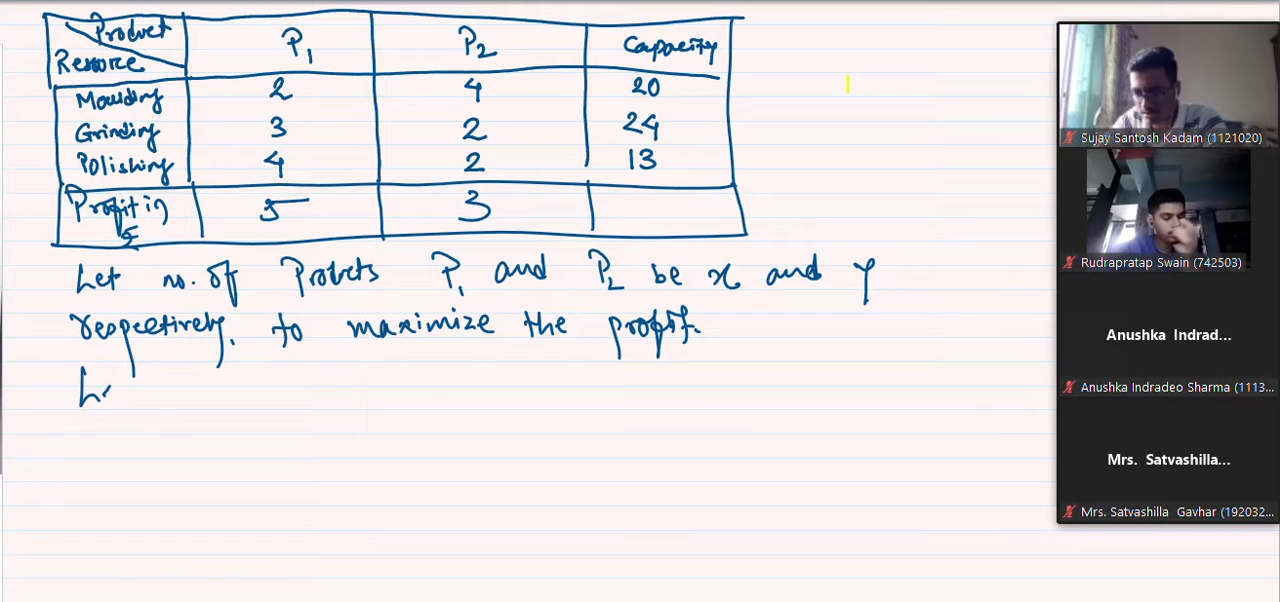 Product P1 P2 Capacity
Resource
Moulding 2 4 20
Grinding 3 2 24
Polishing 4 2 13
Profit in 5 3
Let no. of P1 and P2 be x and y
respectively, to maximize the profit.
Sujay Santosh Kadam (1121020)
Rudrapratap Swain (742503)
Anushka Indrad...
Anushka Indradeo Sharma (1113...
Mrs. Satvashilla...
Mrs. Satvashilla Gavhar (192032...